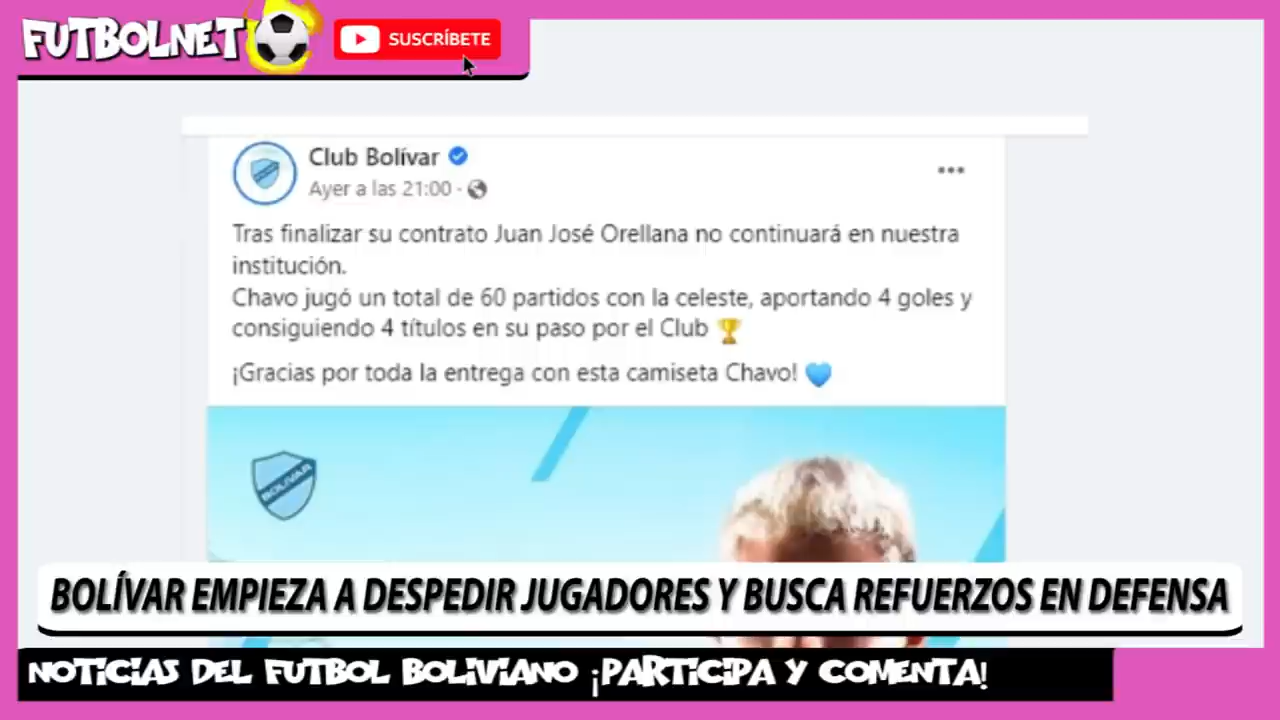 FUTBOLNET
SUSCRÍBETE
Club Bolívar
Ayer a las 21:00 ·
Tras finalizar su contrato Juan José Orellana no continuará en nuestra
institución.
Chavo jugó un total de 60 partidos con la celeste, aportando 4 goles y
consiguiendo 4 títulos en su paso por el Club 🏆
¡Gracias por toda la entrega con esta camiseta Chavo! 💙
BOLIVAR
BOLÍVAR EMPIEZA A DESPEDIR JUGADORES Y BUSCA REFUERZOS EN DEFENSA
NOTICIAS DEL FUTBOL BOLIVIANO ¡PARTICIPA Y COMENTA!